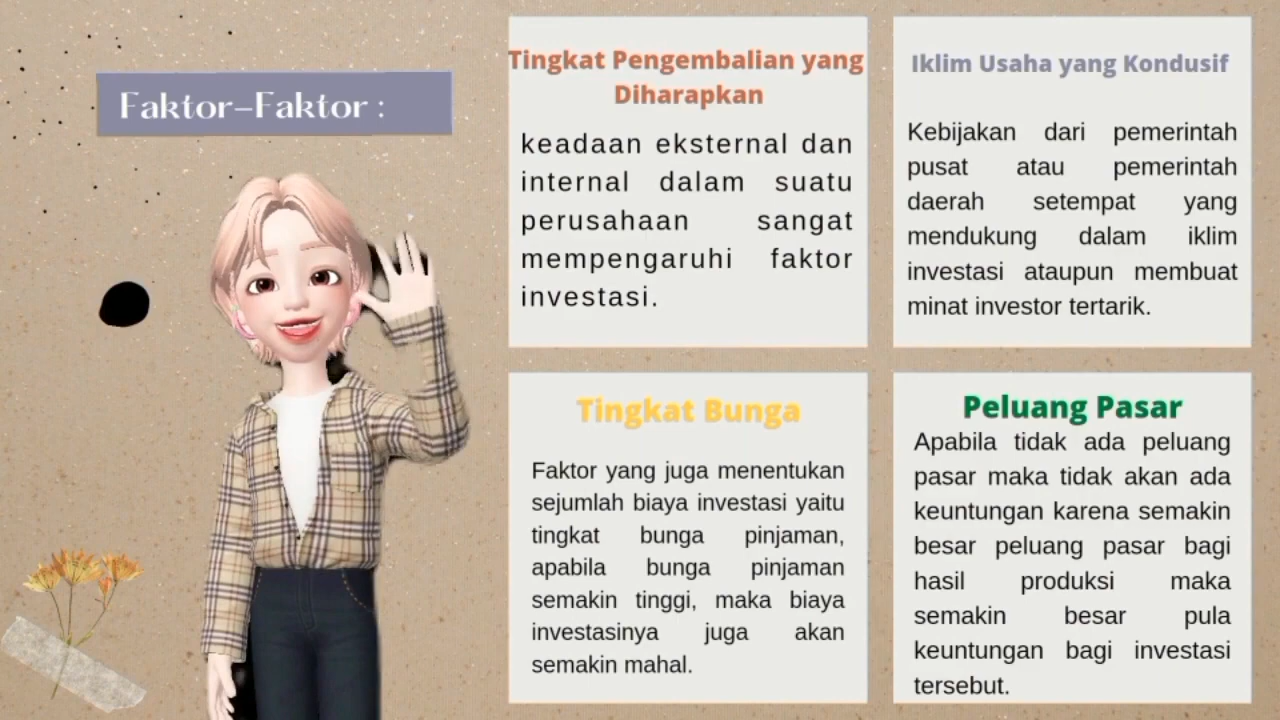 Faktor-Faktor :
Tingkat Pengembalian yang
Diharapkan
keadaan eksternal dan
internal dalam suatu
perusahaan sangat
mempengaruhi faktor
investasi.
Iklim Usaha yang Kondusif
Kebijakan dari pemerintah
pusat atau pemerintah
daerah setempat yang
mendukung dalam iklim
investasi ataupun membuat
minat investor tertarik.
Tingkat Bunga
Faktor yang juga menentukan
sejumlah biaya investasi yaitu
tingkat bunga pinjaman,
apabila bunga pinjaman
semakin tinggi, maka biaya
investasinya juga akan
semakin mahal.
Peluang Pasar
Apabila tidak ada peluang
pasar maka tidak akan ada
keuntungan karena semakin
besar peluang pasar bagi
hasil produksi maka
semakin besar pula
keuntungan bagi investasi
tersebut.